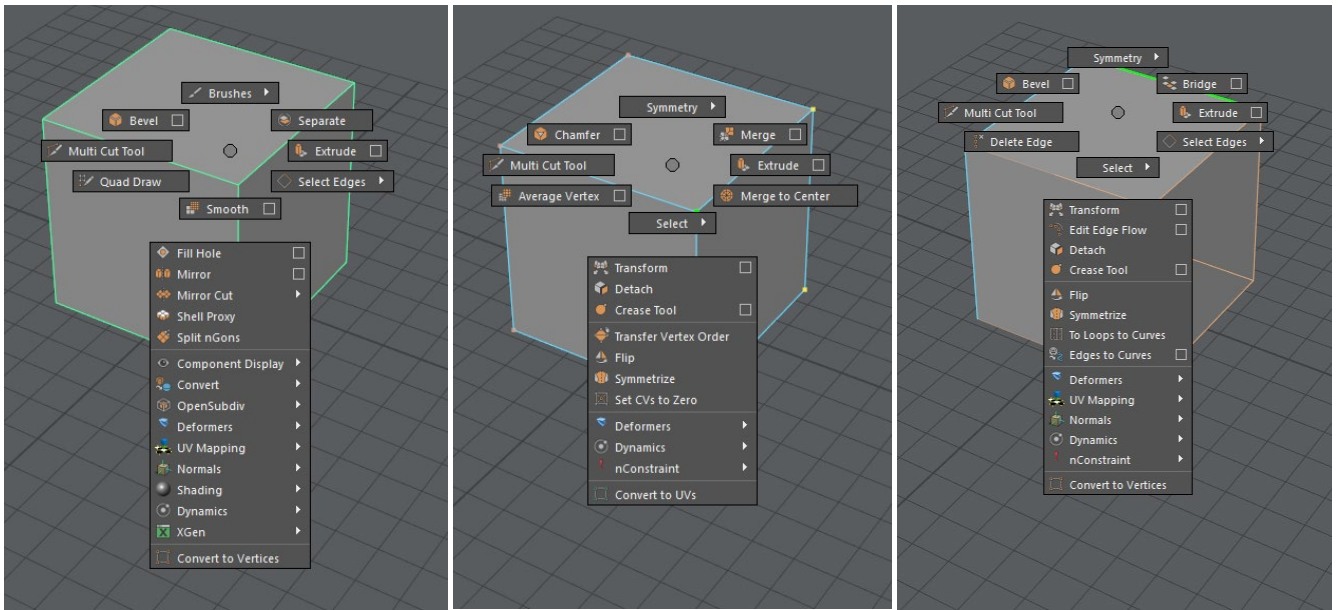 Brushes
Bevel
Separate
Multi Cut Tool
Extrude
Quad Draw
Select Edges
Smooth
Fill Hole
Mirror
Mirror Cut
Shell Proxy
Split nGons
Component Display
Convert
OpenSubdiv
Deformers
UV Mapping
Normals
Shading
Dynamics
XGen
Convert to Vertices
Symmetry
Chamfer
Merge
Multi Cut Tool
Extrude
Average Vertex
Merge to Center
Select
Transform
Detach
Crease Tool
Transfer Vertex Order
Flip
Symmetrize
Set CVs to Zero
Deformers
Dynamics
nConstraint
Convert to UVs
Symmetry
Bevel
Bridge
Multi Cut Tool
Extrude
Delete Edge
Select Edges
Select
Transform
Edit Edge Flow
Detach
Crease Tool
Flip
Symmetrize
To Loops to Curves
Edges to Curves
Deformers
UV Mapping
Normals
Dynamics
nConstraint
Convert to Vertices